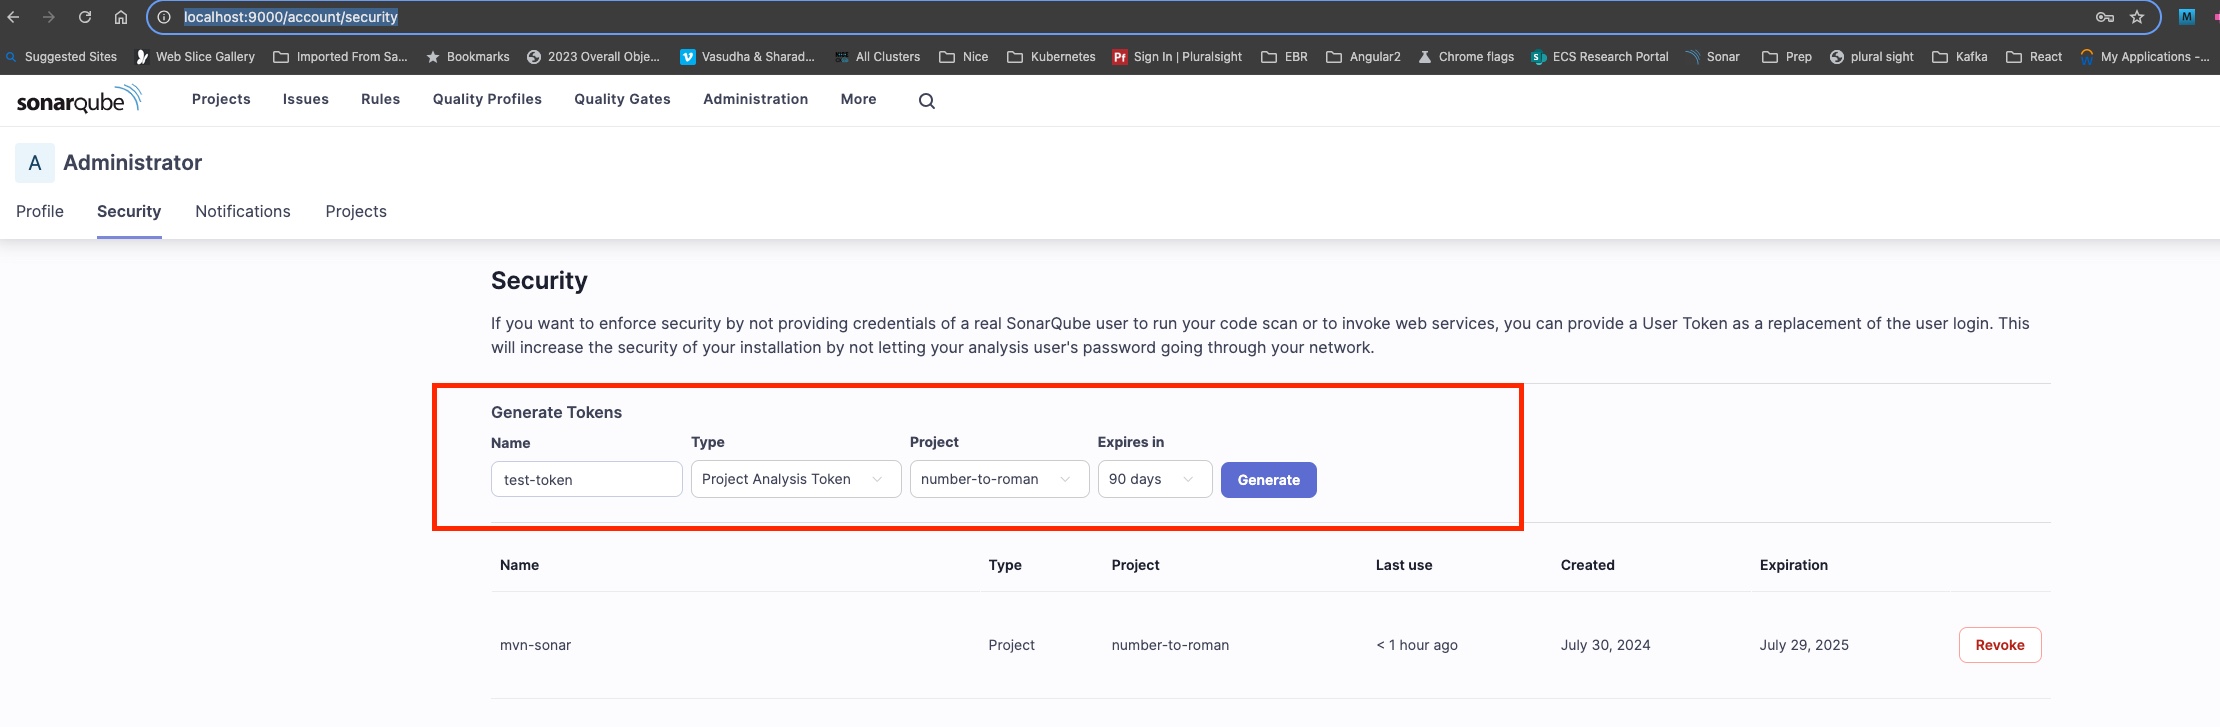 localhost:9000/account/security
M
Suggested Sites Web Slice Gallery Imported From Sa... Bookmarks 2023 Overall Obje... Vasudha & Sharad... All Clusters Nice Kubernetes Pr Sign In | Pluralsight EBR Angular2 Chrome flags S ECS Research Portal Sonar Prep plural sight Kafka React My Applications -...
sonarqube Projects Issues Rules Quality Profiles Quality Gates Administration More
A Administrator
Profile Security Notifications Projects
Security
If you want to enforce security by not providing credentials of a real SonarQube user to run your code scan or to invoke web services, you can provide a User Token as a replacement of the user login. This
will increase the security of your installation by not letting your analysis user's password going through your network.
Generate Tokens
Name Type Project Expires in
test-token Project Analysis Token number-to-roman 90 days Generate
Name Type Project Last use Created Expiration
mvn-sonar Project number-to-roman < 1 hour ago July 30, 2024 July 29, 2025 Revoke